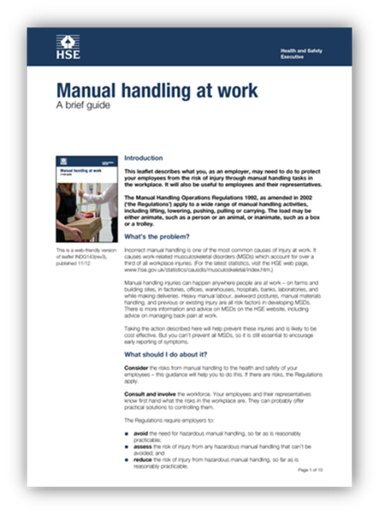 HSE
Health and Safety
Executive
Manual handling at work
A brief guide
Manual handling at work
Introduction
This leaflet describes what you, as an employer, may need to do to protect
your employees from the risk of injury through manual handling tasks in
the workplace. It will also be useful to employees and their representatives.
The Manual Handling Operations Regulations 1992, as amended in 2002
('the Regulations') apply to a wide range of manual handling activities,
including lifting, lowering, pushing, pulling or carrying. The load may be
either animate, such as a person or an animal, or inanimate, such as a box
or a trolley.
What's the problem?
This is a web-friendly version
of leaflet INDG143(rev3),
published 11/12
Incorrect manual handling is one of the most common causes of injury at work. It
causes work-related musculoskeletal disorders (MSDs) which account for over a
third of all workplace injuries. (For the latest statistics, visit the HSE web page,
www.hse.gov.uk/statistics/causdis/musculoskeletal/index.htm.)
Manual handling injuries can happen anywhere people are at work – on farms and
building sites, in factories, offices, warehouses, hospitals, banks, laboratories, and
while making deliveries. Heavy manual labour, awkward postures, manual materials
handling, and previous or existing injury are all risk factors in developing MSDs.
There is more information and advice on MSDs on the HSE website, including
advice on managing back pain at work.
Taking the action described here will help prevent these injuries and is likely to be
cost effective. But you can't prevent all MSDs, so it is still essential to encourage
early reporting of symptoms.
What should I do about it?
Consider the risks from manual handling to the health and safety of your
employees – this guidance will help you to do this. If there are risks, the Regulations
apply.
Consult and involve the workforce. Your employees and their representatives
know first hand what the risks in the workplace are. They can probably offer
practical solutions to controlling them.
The Regulations require employers to:
■ avoid the need for hazardous manual handling, so far as is reasonably
practicable;
■ assess the risk of injury from any hazardous manual handling that can't be
avoided; and
■ reduce the risk of injury from hazardous manual handling, so far as is
reasonably practicable.
Page 1 of 10